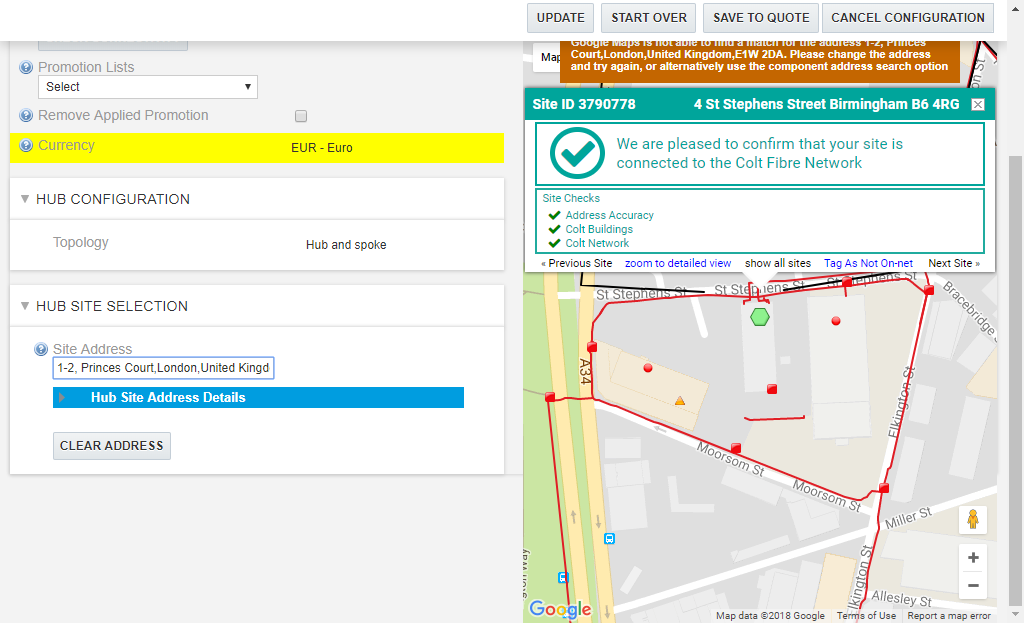 UPDATE
START OVER
SAVE TO QUOTE
CANCEL CONFIGURATION
Promotion Lists
Select
Remove Applied Promotion
Currency
EUR - Euro
HUB CONFIGURATION
Topology
Hub and spoke
HUB SITE SELECTION
Site Address
1-2, Princes Court,London,United Kingd
Hub Site Address Details
CLEAR ADDRESS
Map
Google Maps is not able to find a match for the address 1-2, Princes
Court,London,United Kingdom,E1W 2DA. Please change the address
and try again, or alternatively use the component address search option
Site ID 3790778
4 St Stephens Street Birmingham B6 4RG
We are pleased to confirm that your site is
connected to the Colt Fibre Network
Site Checks
Address Accuracy
Colt Buildings
Colt Network
« Previous Site
zoom to detailed view
show all sites
Tag As Not On-net
Next Site »
St Stephens St
St Stephens St
St Stephens St
Bracebridge
A34
Elkington St
Moorsom St
Moorsom St
Miller St
Elkington St
Allesley St
Google
Map data ©2018 Google
Terms of Use
Report a map error